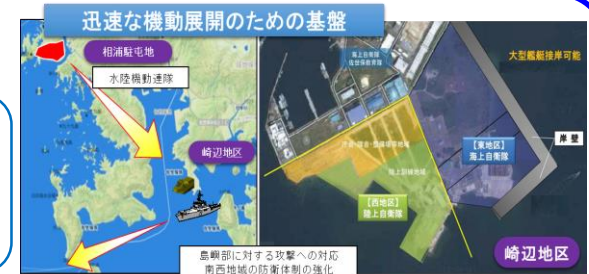 迅速な機動展開のための基盤
相浦駐屯地
水陸機動連隊
崎辺地区
島嶼部に対する攻撃への対応
南西地域の防衛体制の強化
海上自衛隊
佐世保教育隊
大型艦艇接岸可能
岸壁
【東地区】
海上自衛隊
陸上訓練地域
【西地区】
陸上自衛隊
崎辺地区